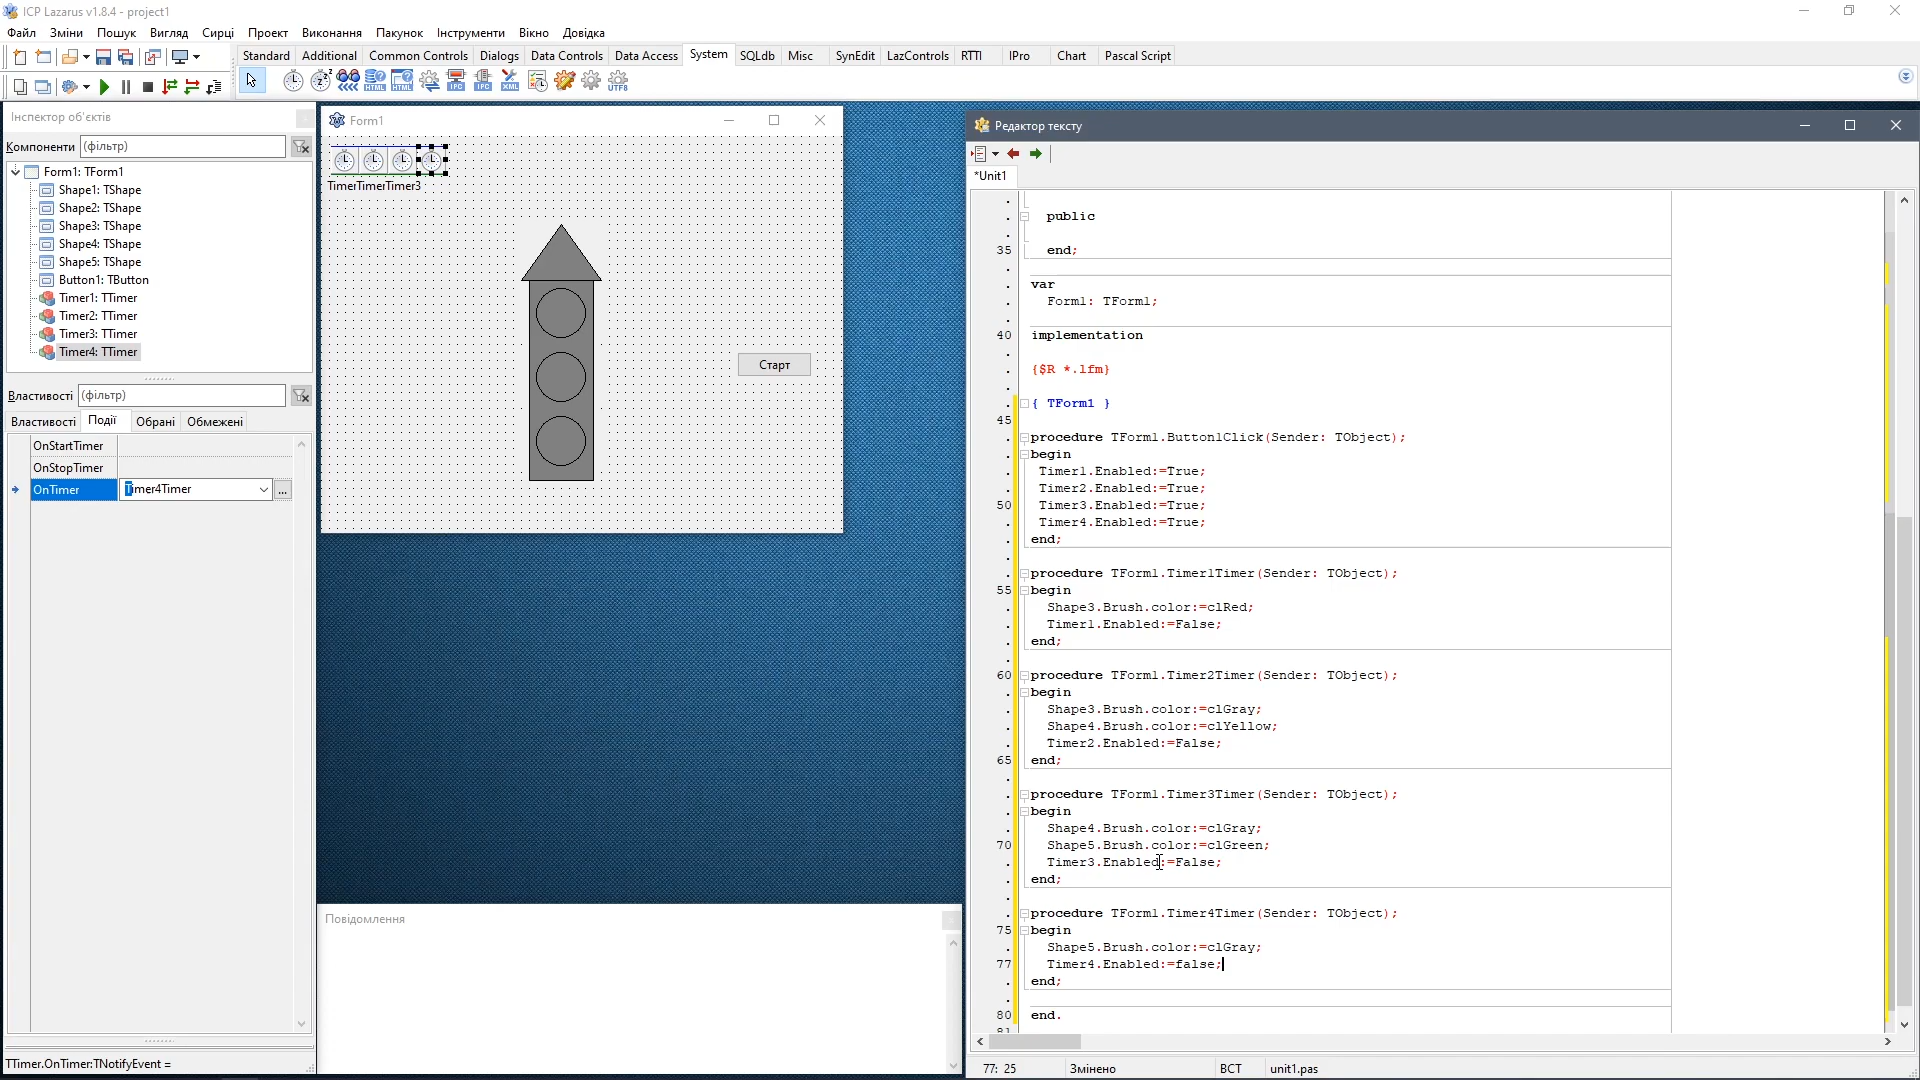 ІСР Lazarus v1.8.4 - project1
Файл Зміни Пошук Вигляд Сирці Проект Виконання Пакунок Інструменти Вікно Довідка
Standard Additional Common Controls Dialogs Data Controls Data Access System SQLdb Misc SynEdit LazControls RTTI IPro Chart Pascal Script
Інспектор об'єктів
Компоненти (фільтр)
Form1: TForm1
Shape1: TShape
Shape2: TShape
Shape3: TShape
Shape4: TShape
Shape5: TShape
Button1: TButton
Timer1: TTimer
Timer2: TTimer
Timer3: TTimer
Timer4: TTimer
Властивості (фільтр)
Властивості Події Обрані Обмежені
OnStartTimer
OnStopTimer
OnTimer Timer4Timer ...
TTimer.OnTimer:TNotifyEvent =
Form1
TimerTimerTimer3
Старт
Повідомлення
Редактор тексту
*Unit1
public
35 end;
var
Form1: TForm1;
40 implementation
{$R *.lfm}
{ TForm1 }
45
procedure TForm1.Button1Click(Sender: TObject);
begin
Timer1.Enabled:=True;
Timer2.Enabled:=True;
50 Timer3.Enabled:=True;
Timer4.Enabled:=True;
end;
procedure TForm1.Timer1Timer(Sender: TObject);
55 begin
Shape3.Brush.color:=clRed;
Timer1.Enabled:=False;
end;
60 procedure TForm1.Timer2Timer(Sender: TObject);
begin
Shape3.Brush.color:=clGray;
Shape4.Brush.color:=clYellow;
Timer2.Enabled:=False;
65 end;
procedure TForm1.Timer3Timer(Sender: TObject);
begin
Shape4.Brush.color:=clGray;
70 Shape5.Brush.color:=clGreen;
Timer3.Enabled:=False;
end;
procedure TForm1.Timer4Timer(Sender: TObject);
75 begin
Shape5.Brush.color:=clGray;
77 Timer4.Enabled:=false;
end;
80 end.
81
77: 25 Змінено ВСТ unit1.pas